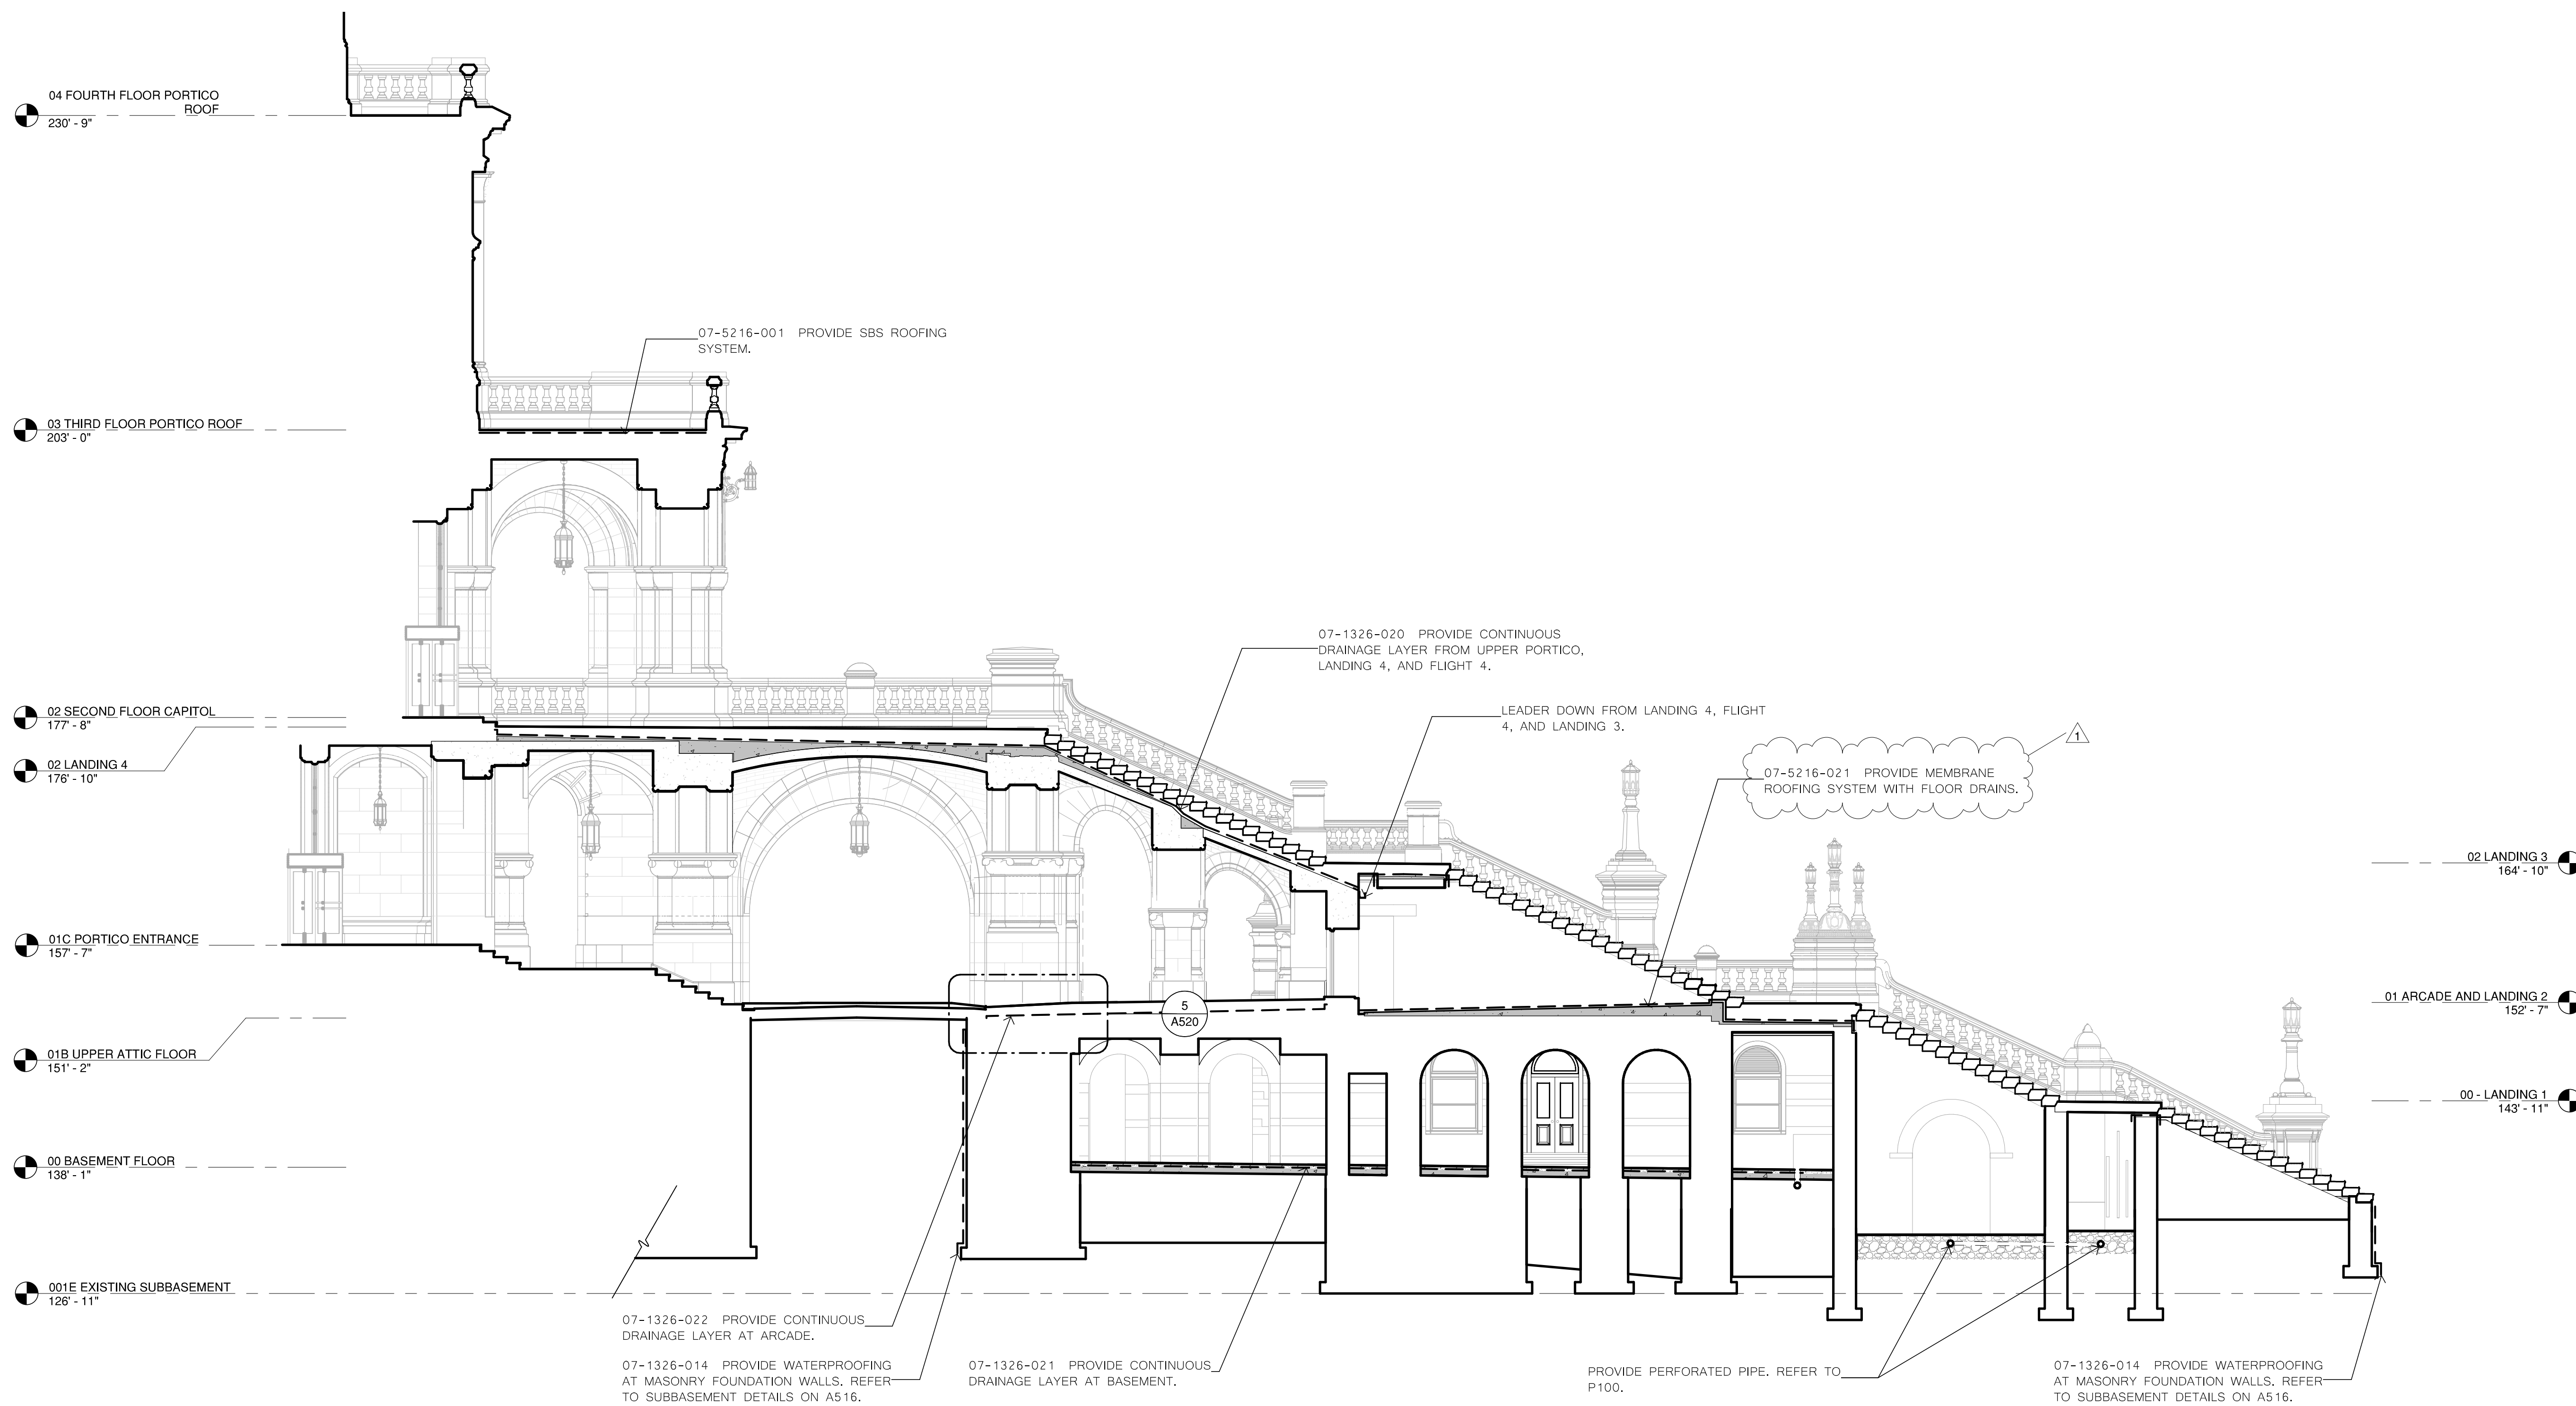 04 FOURTH FLOOR PORTICO
ROOF
230' - 9"
07-5216-001 PROVIDE SBS ROOFING
SYSTEM.
03 THIRD FLOOR PORTICO ROOF
203' - 0"
07-1326-020 PROVIDE CONTINUOUS
DRAINAGE LAYER FROM UPPER PORTICO,
LANDING 4, AND FLIGHT 4.
02 SECOND FLOOR CAPITOL
177' - 8"
LEADER DOWN FROM LANDING 4, FLIGHT
4, AND LANDING 3.
1
02 LANDING 4
176' - 10"
07-5216-021 PROVIDE MEMBRANE
ROOFING SYSTEM WITH FLOOR DRAINS.
02 LANDING 3
164' - 10"
01C PORTICO ENTRANCE
157' - 7"
5
A520
01 ARCADE AND LANDING 2
152' - 7"
01B UPPER ATTIC FLOOR
151' - 2"
00 - LANDING 1
143' - 11"
00 BASEMENT FLOOR
138' - 1"
001E EXISTING SUBBASEMENT
126' - 11"
07-1326-022 PROVIDE CONTINUOUS
DRAINAGE LAYER AT ARCADE.
07-1326-014 PROVIDE WATERPROOFING
AT MASONRY FOUNDATION WALLS. REFER
TO SUBBASEMENT DETAILS ON A516.
07-1326-021 PROVIDE CONTINUOUS
DRAINAGE LAYER AT BASEMENT.
PROVIDE PERFORATED PIPE. REFER TO
P100.
07-1326-014 PROVIDE WATERPROOFING
AT MASONRY FOUNDATION WALLS. REFER
TO SUBBASEMENT DETAILS ON A516.